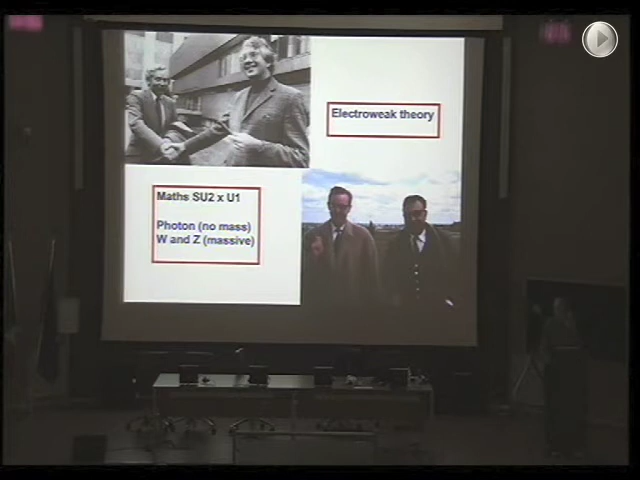 Electroweak theory
Maths SU2 x U1
Photon (no mass)
W and Z (massive)